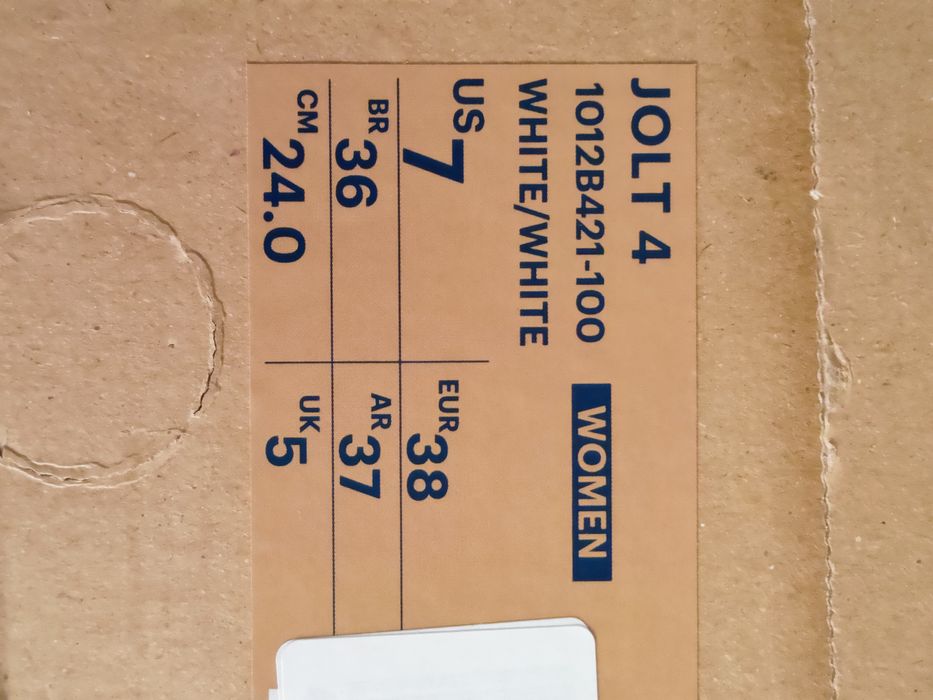 JOLT 4
1012B421-100 WOMEN
WHITE/WHITE
US 7 EUR 38
BR 36 AR 37
CM 24.0 UK 5